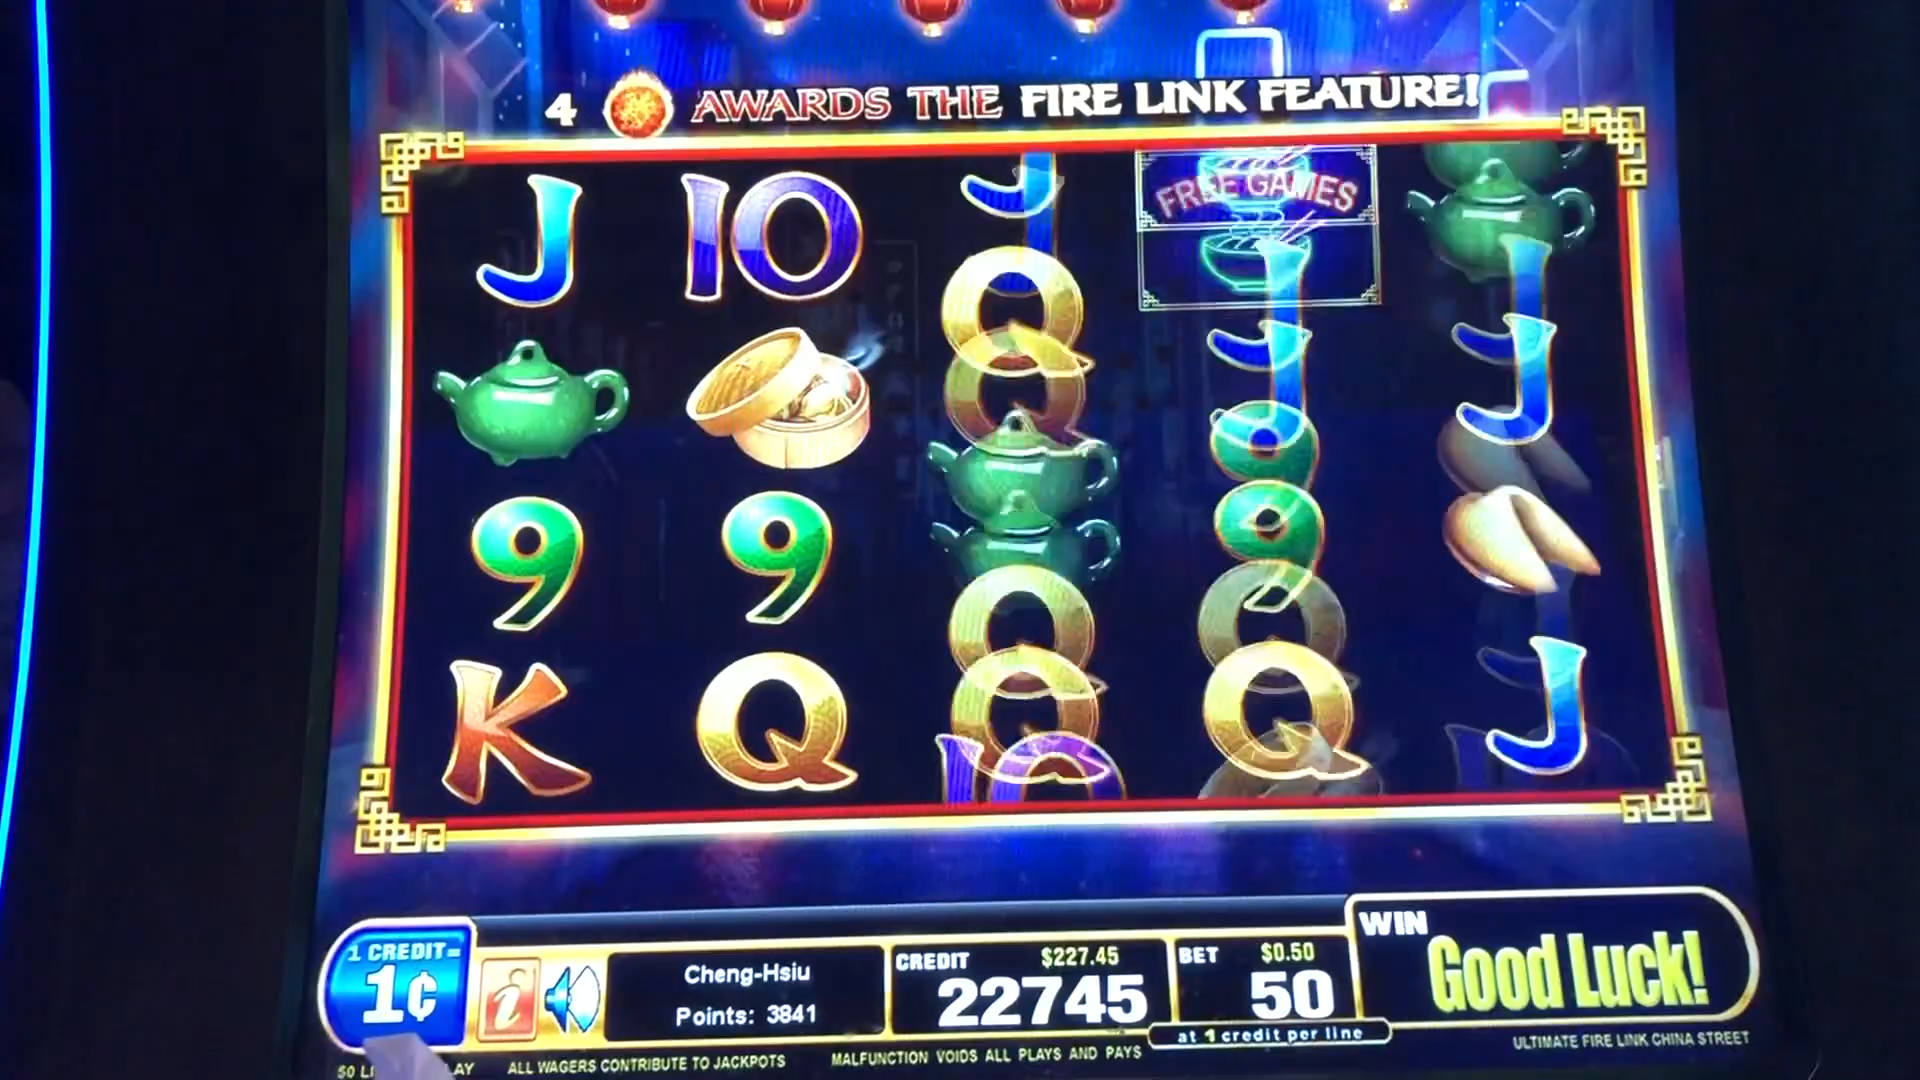 4 AWARDS THE FIRE LINK FEATURE!
J 10 J FREE GAMES
J J
9 9 9
K Q Q Q J
10
1 CREDIT=
1¢
i
Cheng-Hsiu
Points: 3841
CREDIT $227.45
22745
BET $0.50
50
at 1 credit per line
WIN
Good Luck!
ALL WAGERS CONTRIBUTE TO JACKPOTS
MALFUNCTION VOIDS ALL PLAYS AND PAYS
ULTIMATE FIRE LINK CHINA STREET